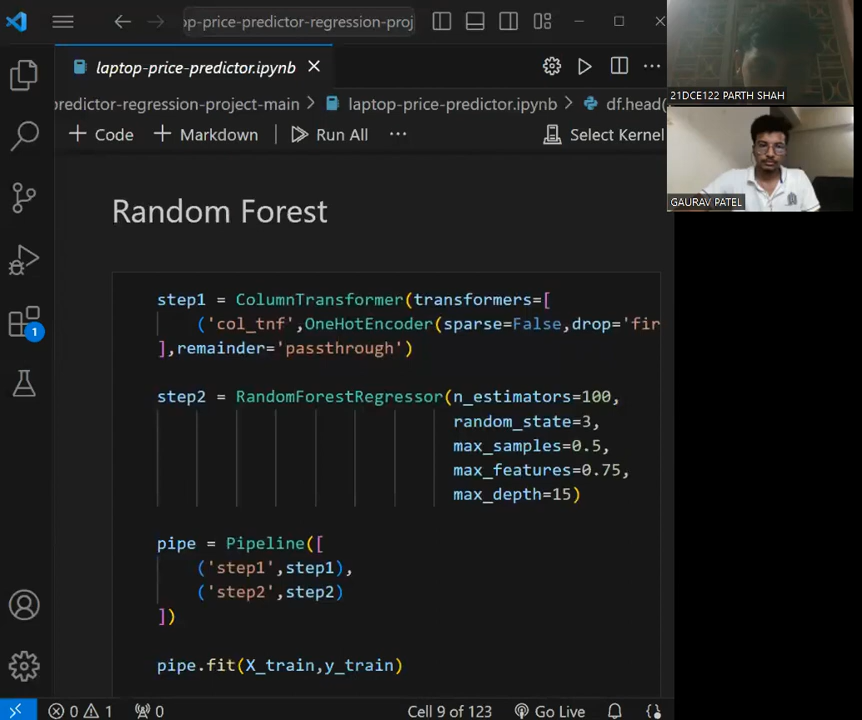 op-price-predictor-regression-proj
laptop-price-predictor.ipynb
predictor-regression-project-main > laptop-price-predictor.ipynb > df.head(
+ Code + Markdown Run All ... Select Kernel
Random Forest
step1 = ColumnTransformer(transformers=[
('col_tnf',OneHotEncoder(sparse=False,drop='fir
],remainder='passthrough')
step2 = RandomForestRegressor(n_estimators=100,
random_state=3,
max_samples=0.5,
max_features=0.75,
max_depth=15)
pipe = Pipeline([
('step1',step1),
('step2',step2)
])
pipe.fit(X_train,y_train)
1
0 1 0 Cell 9 of 123 Go Live
21DCE122 PARTH SHAH
GAURAV PATEL